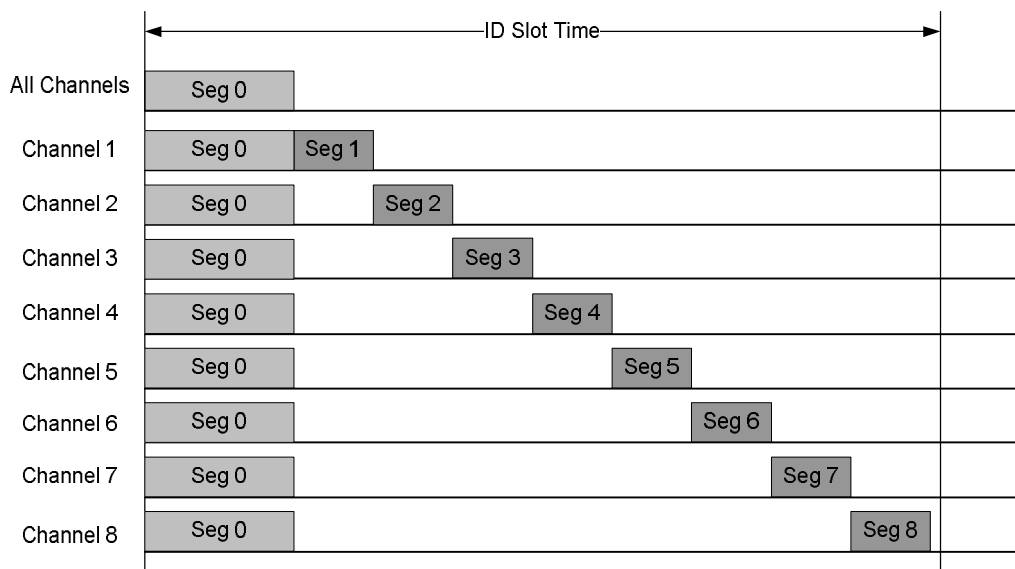 ID Slot Time
All Channels Seg 0
Channel 1 Seg 0 Seg 1
Channel 2 Seg 0 Seg 2
Channel 3 Seg 0 Seg 3
Channel 4 Seg 0 Seg 4
Channel 5 Seg 0 Seg 5
Channel 6 Seg 0 Seg 6
Channel 7 Seg 0 Seg 7
Channel 8 Seg 0 Seg 8